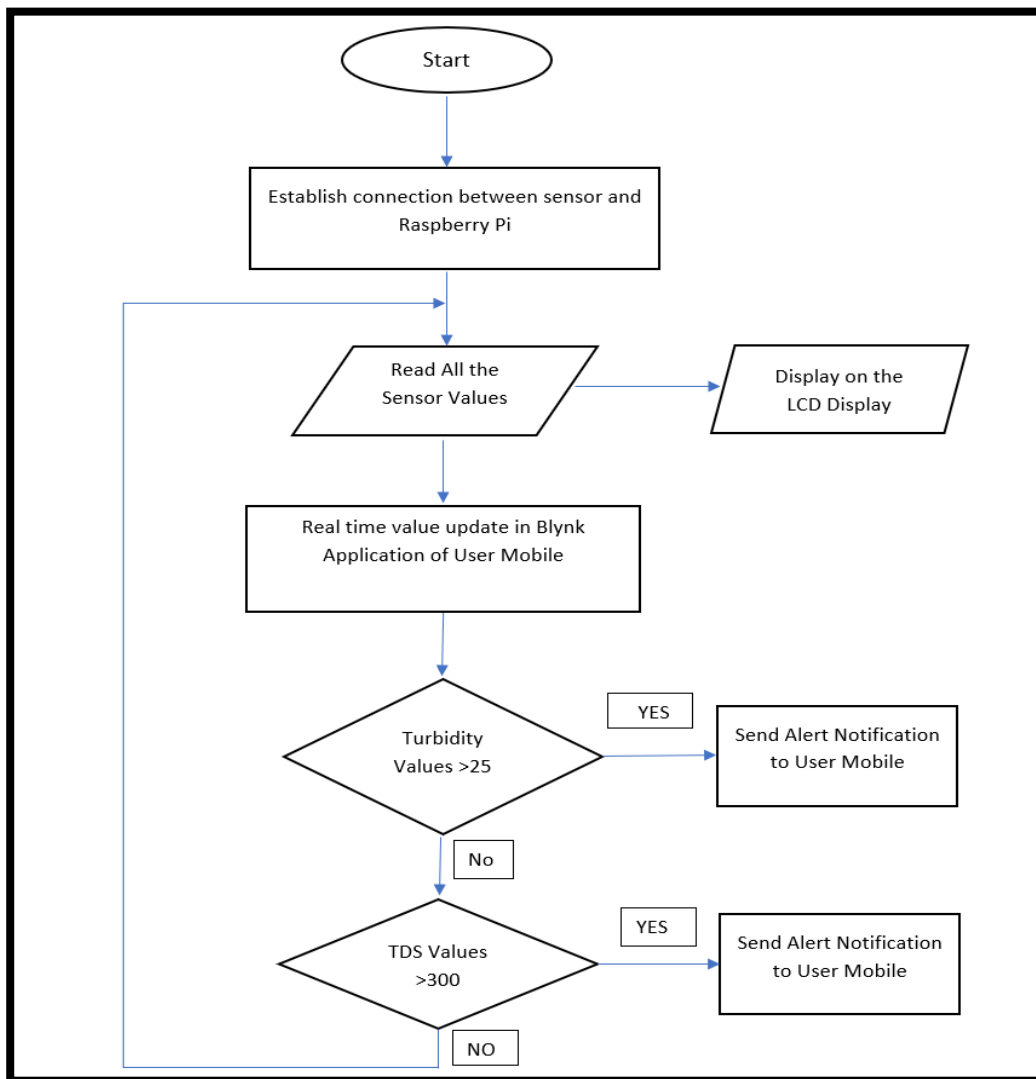 Start
Establish connection between sensor and
Raspberry Pi
Read All the
Sensor Values
Display on the
LCD Display
Real time value update in Blynk
Application of User Mobile
Turbidity
Values >25
YES
Send Alert Notification
to User Mobile
No
TDS Values
>300
YES
Send Alert Notification
to User Mobile
NO